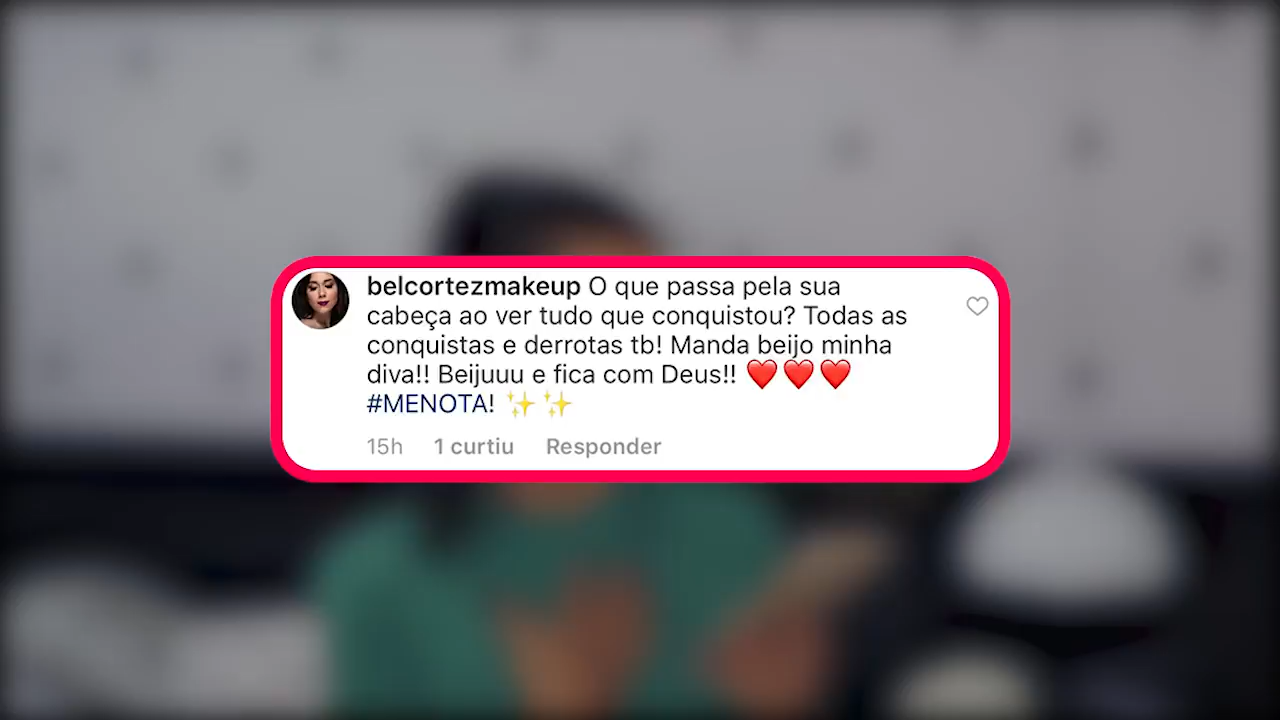 belcortezmakeup O que passa pela sua
cabeça ao ver tudo que conquistou? Todas as
conquistas e derrotas tb! Manda beijo minha
diva!! Beijuuu e fica com Deus!! ❤️❤️❤️
#MENOTA! ✨✨
15h 1 curtiu Responder